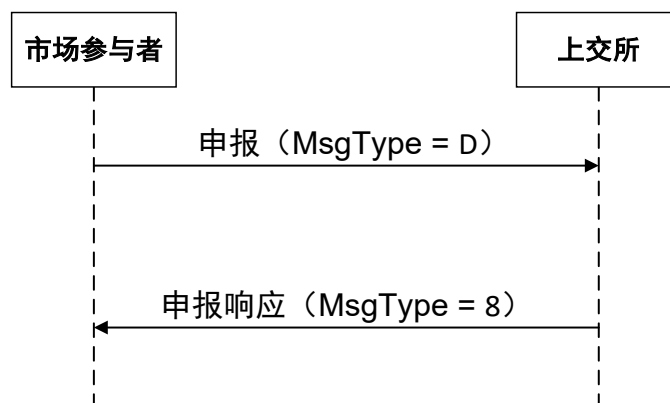 市场参与者
上交所
申报（MsgType = D）
申报响应（MsgType = 8）